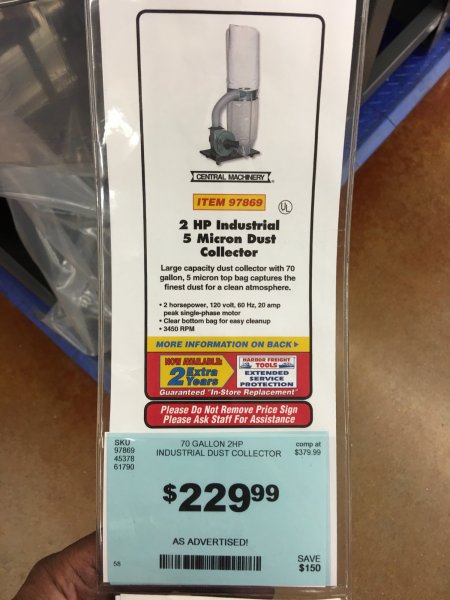 CENTRAL MACHINERY
ITEM 97869
UL
2 HP Industrial
5 Micron Dust
Collector
Large capacity dust collector with 70
gallon, 5 micron top bag captures the
finest dust for a clean atmosphere.
• 2 horsepower, 120 volt, 60 Hz, 20 amp
peak single-phase motor
• Clear bottom bag for easy cleanup
• 3450 RPM
MORE INFORMATION ON BACK
NOW AVAILABLE:
2 Extra
Years
HARBOR FREIGHT
TOOLS
EXTENDED
SERVICE
PROTECTION
Guaranteed "In-Store Replacement"
Please Do Not Remove Price Sign
Please Ask Staff For Assistance
SKU
97869
45378
61790
70 GALLON 2HP
INDUSTRIAL DUST COLLECTOR
comp at
$379.99
$229.99
AS ADVERTISED!
58
SAVE
$150